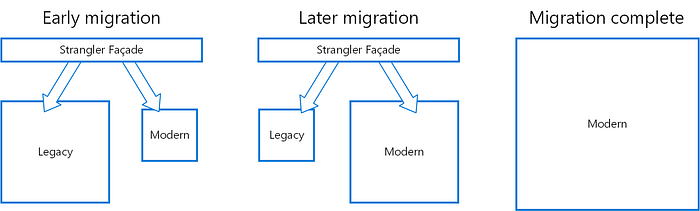 Early migration
Later migration
Migration complete
Strangler Façade
Strangler Façade
Legacy
Modern
Legacy
Modern
Modern